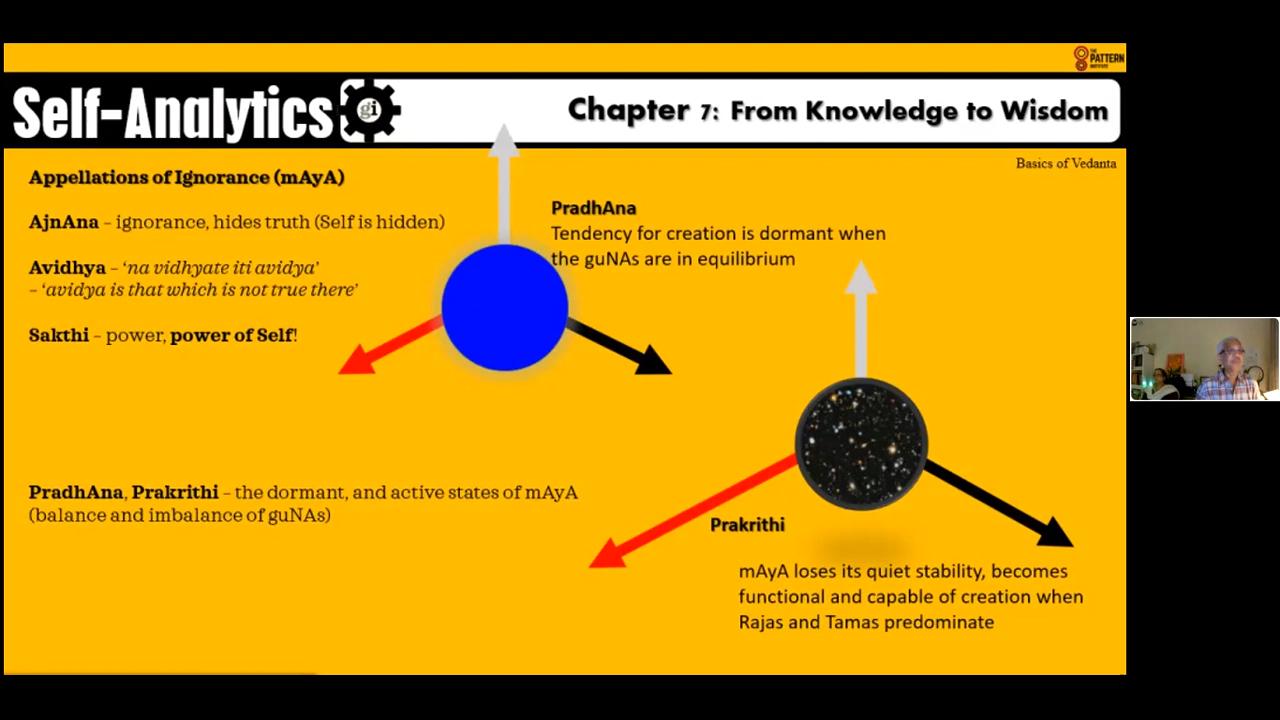 THE
PATTERN
INSTITUTE
Self-Analytics
gi
Chapter 7: From Knowledge to Wisdom
Basics of Vedanta
Appellations of Ignorance (mAyA)
AjnAna – ignorance, hides truth (Self is hidden)
Avidhya – ‘na vidhyate iti avidya’
– ‘avidya is that which is not true there’
Sakthi – power, power of Self!
PradhAna
Tendency for creation is dormant when
the guNAs are in equilibrium
PradhAna, Prakrithi – the dormant, and active states of mAyA
(balance and imbalance of guNAs)
Prakrithi
mAyA loses its quiet stability, becomes
functional and capable of creation when
Rajas and Tamas predominate